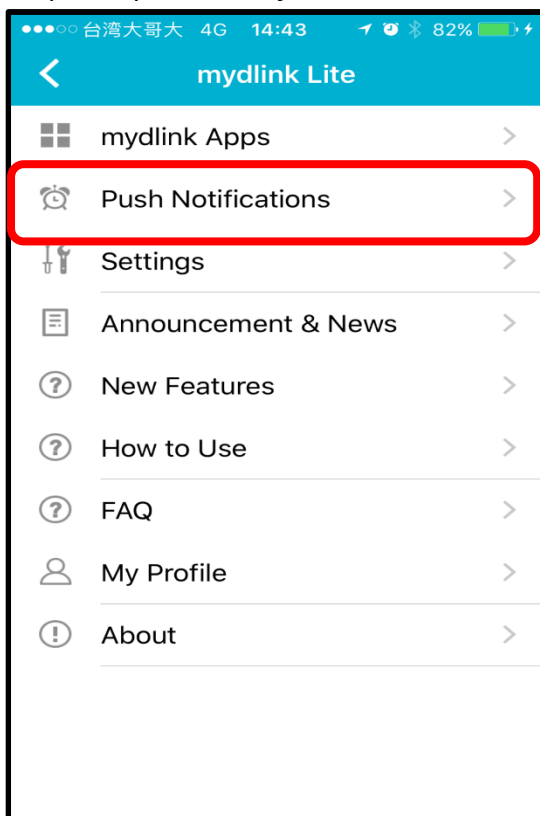 台湾大哥大 4G 14:43 82%
mydlink Lite
mydlink Apps
Push Notifications
Settings
Announcement & News
New Features
How to Use
FAQ
My Profile
About